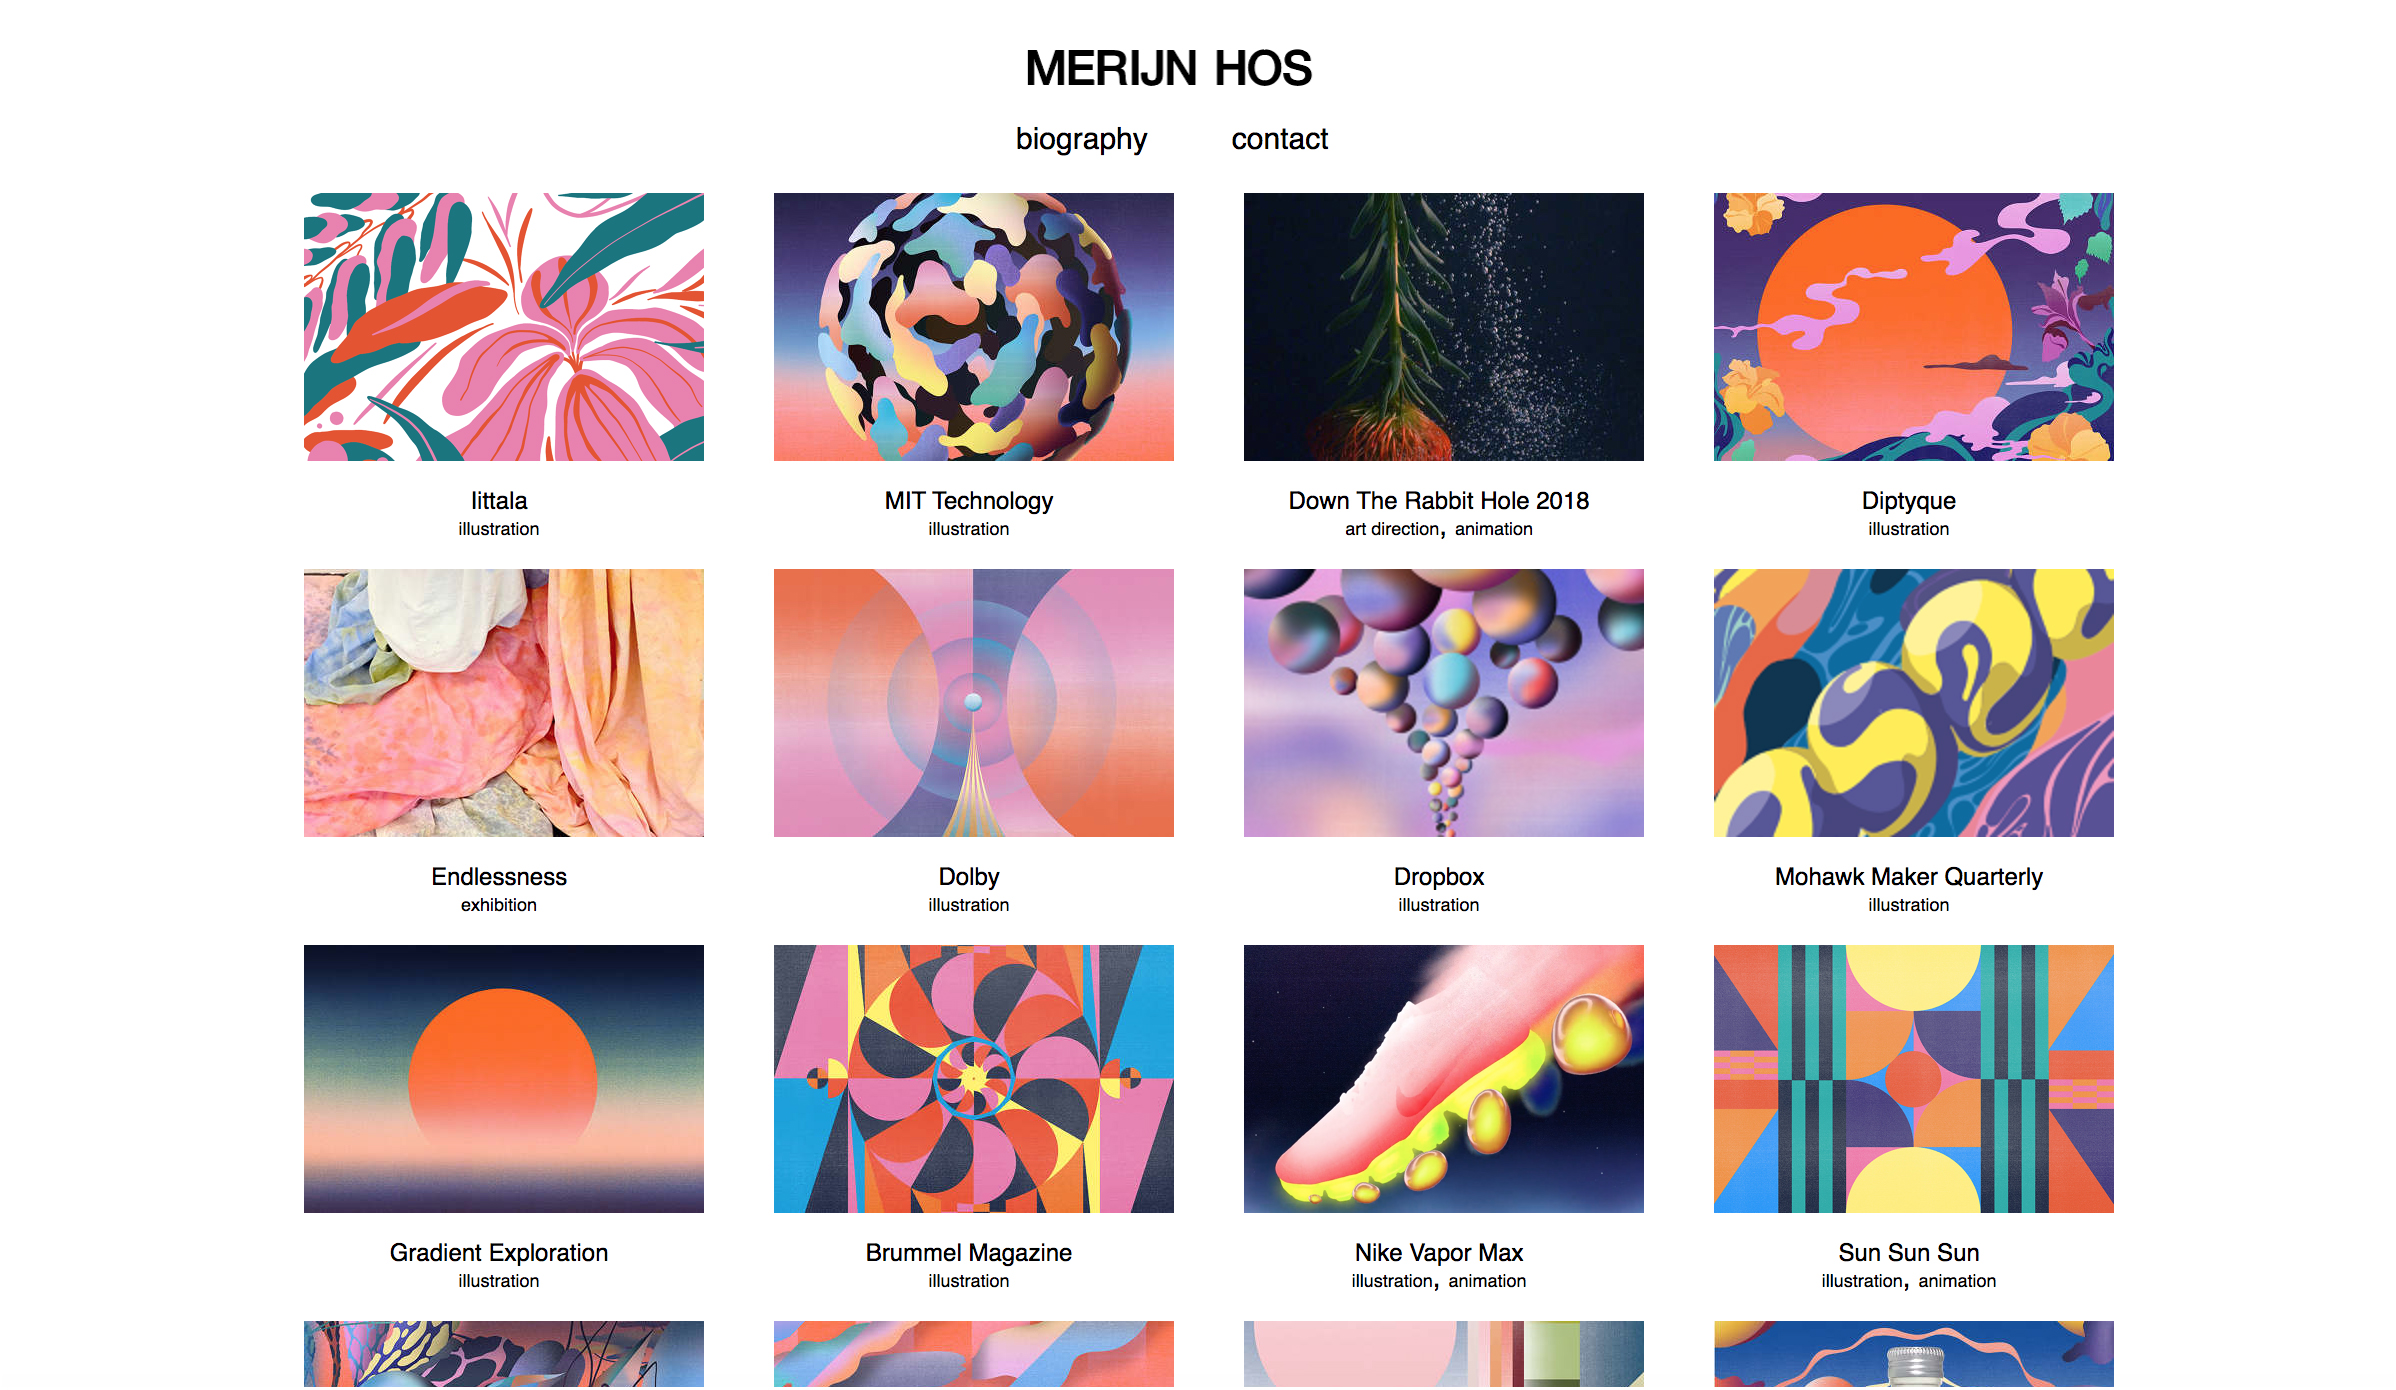 MERIJN HOS
biography contact
Iittala
illustration
MIT Technology
illustration
Down The Rabbit Hole 2018
art direction, animation
Diptyque
illustration
Endlessness
exhibition
Dolby
illustration
Dropbox
illustration
Mohawk Maker Quarterly
illustration
Gradient Exploration
illustration
Brummel Magazine
illustration
Nike Vapor Max
illustration, animation
Sun Sun Sun
illustration, animation